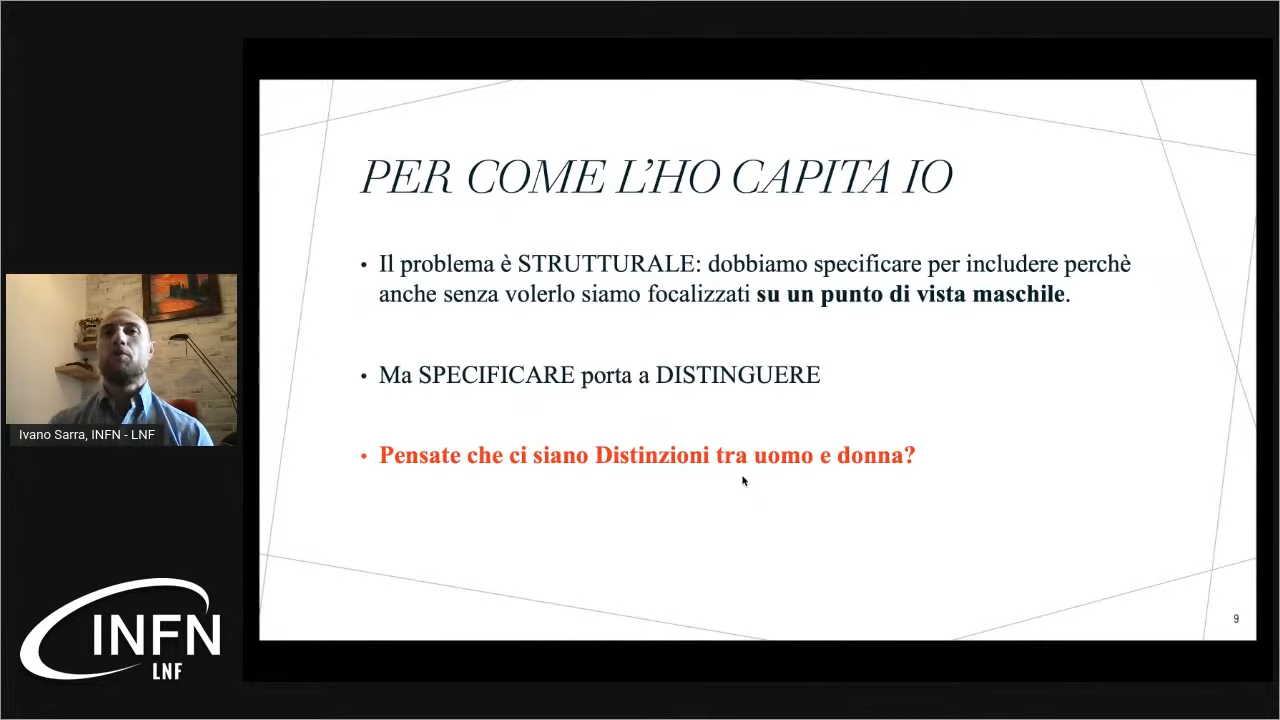 PER COME L’HO CAPITA IO
• Il problema è STRUTTURALE: dobbiamo specificare per includere perchè
anche senza volerlo siamo focalizzati su un punto di vista maschile.
• Ma SPECIFICARE porta a DISTINGUERE
• Pensate che ci siano Distinzioni tra uomo e donna?
9
Ivano Sarra, INFN - LNF
INFN
LNF